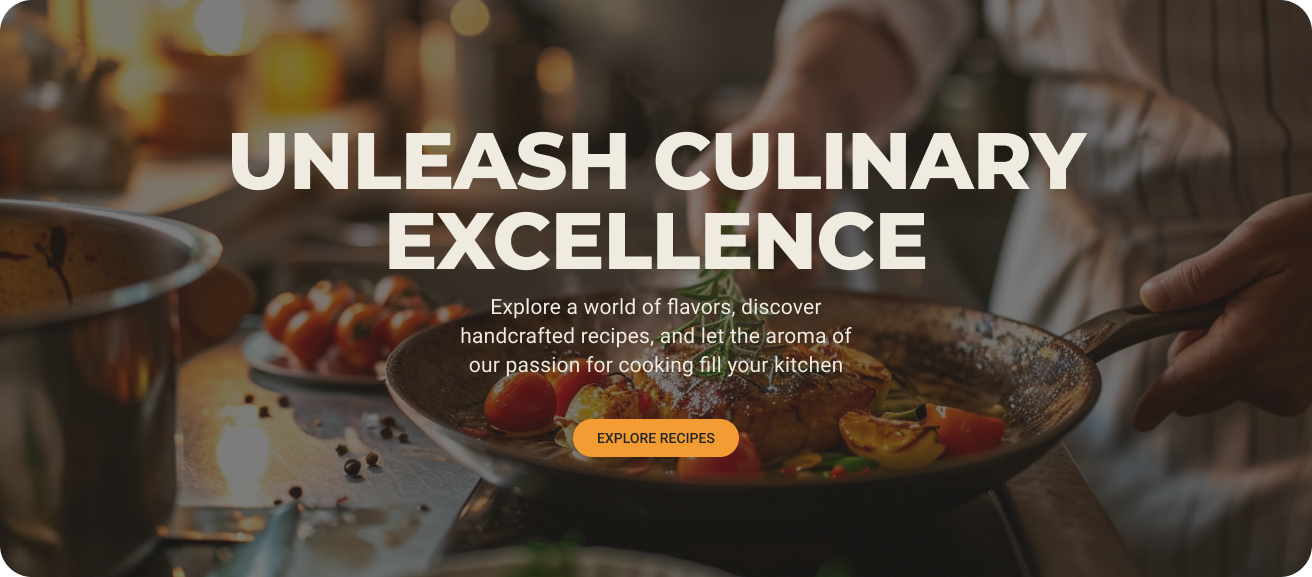 UNLEASH CULINARY
EXCELLENCE
Explore a world of flavors, discover
handcrafted recipes, and let the aroma of
our passion for cooking fill your kitchen
EXPLORE RECIPES